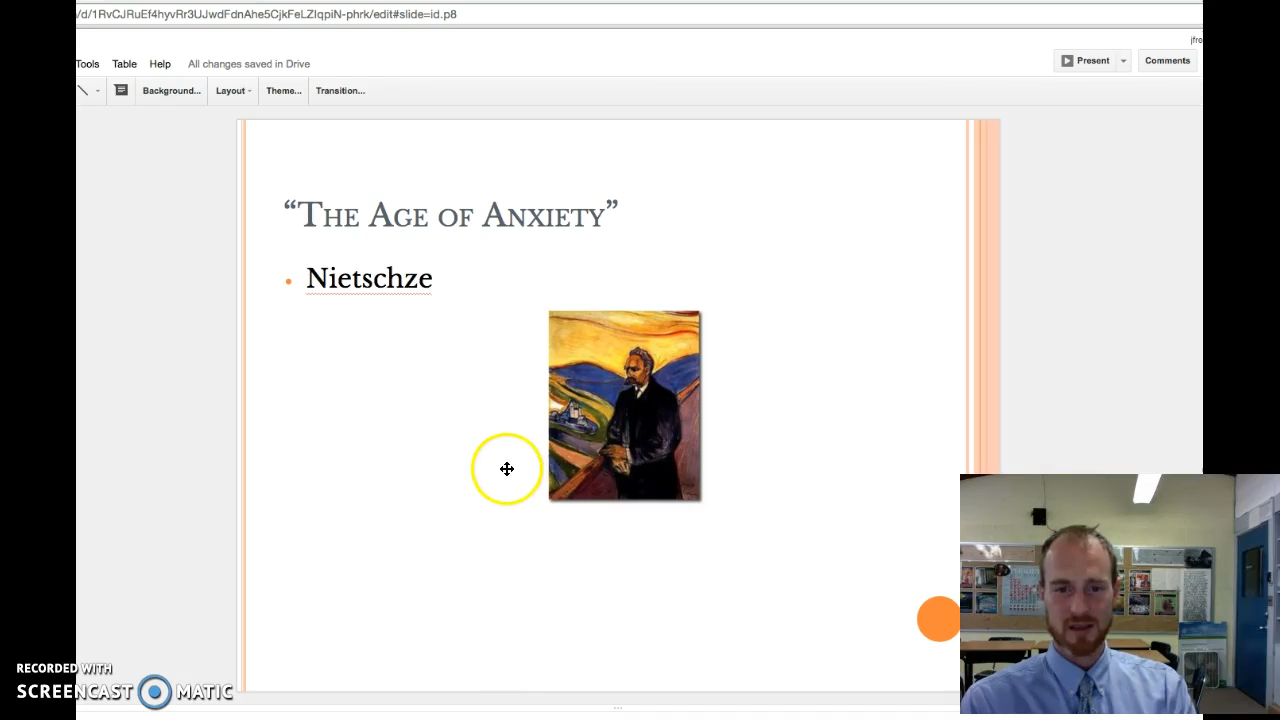 /d/1RvCJRuEf4hyvRr3UJwdFdnAhe5CjkFeLZIqpiN-phrk/edit#slide=id.p8
jfre
Tools Table Help All changes saved in Drive
Present Comments
Background... Layout Theme... Transition...
“The Age of Anxiety”
Nietschze
RECORDED WITH
SCREENCAST MATIC